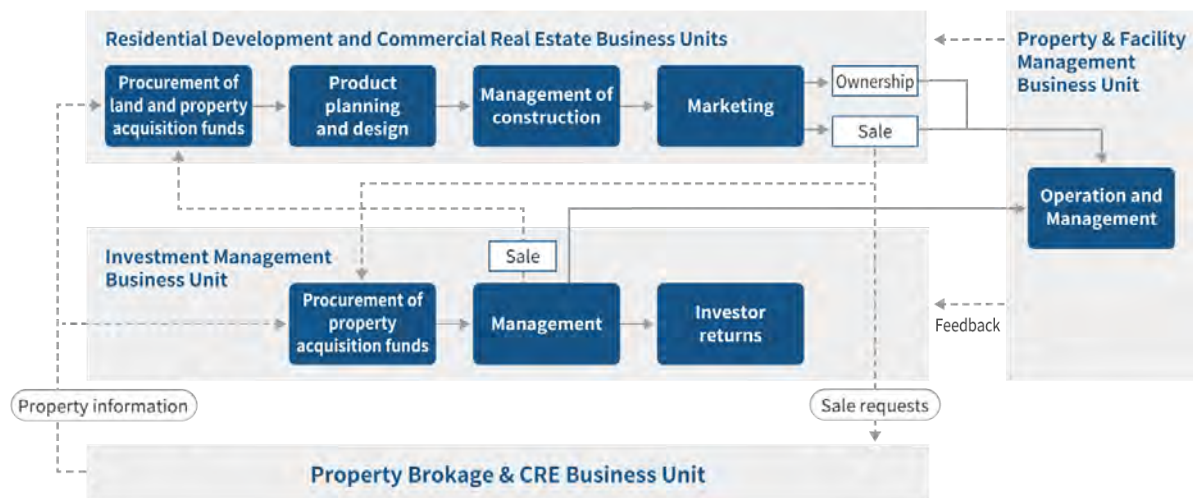 Residential Development and Commercial Real Estate Business Units
Procurement of
land and property
acquisition funds
Product
planning
and design
Management of
construction
Marketing
Ownership
Sale
Property & Facility
Management
Business Unit
Operation and
Management
Investment Management
Business Unit
Sale
Procurement of
property
acquisition funds
Management
Investor
returns
Feedback
Property information
Sale requests
Property Brokage & CRE Business Unit